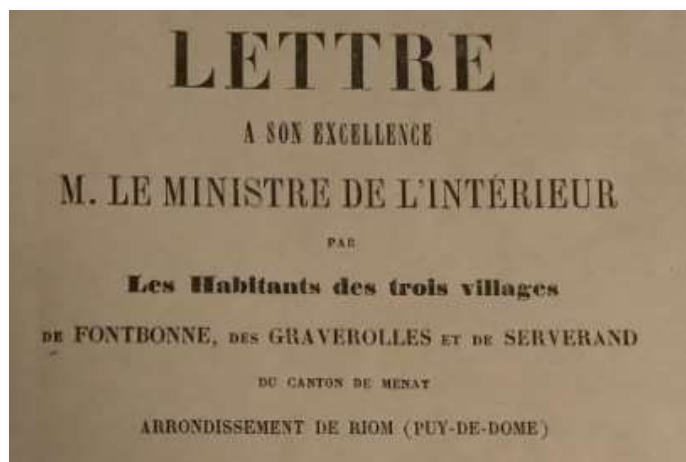 LETTRE
A SON EXCELLENCE
M. LE MINISTRE DE L'INTÉRIEUR
PAR
Les Habitants des trois villages
DE FONTBONNE, DES GRAVEROLLES ET DE SERVERAND
DU CANTON DE MENAT
ARRONDISSEMENT DE RIOM (PUY-DE-DOME)